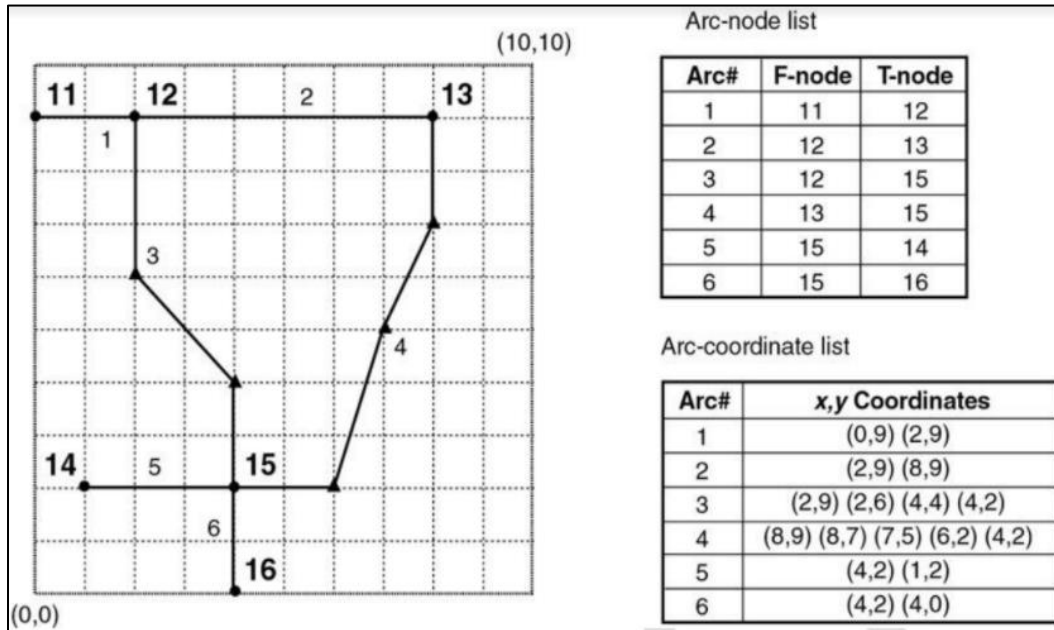 (10,10)
11 12 2 13
1
3
4
14 5 15
6
16
(0,0)
Arc-node list
Arc# F-node T-node
1 11 12
2 12 13
3 12 15
4 13 15
5 15 14
6 15 16
Arc-coordinate list
Arc# x,y Coordinates
1 (0,9) (2,9)
2 (2,9) (8,9)
3 (2,9) (2,6) (4,4) (4,2)
4 (8,9) (8,7) (7,5) (6,2) (4,2)
5 (4,2) (1,2)
6 (4,2) (4,0)